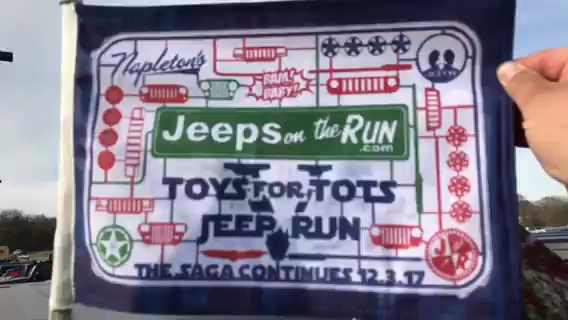 Napleton's
BAM!
BABY!
Jeeps on the RUN
.com
TOYS FOR TOTS
JEEP RUN
THE SAGA CONTINUES 12.3.17
J R